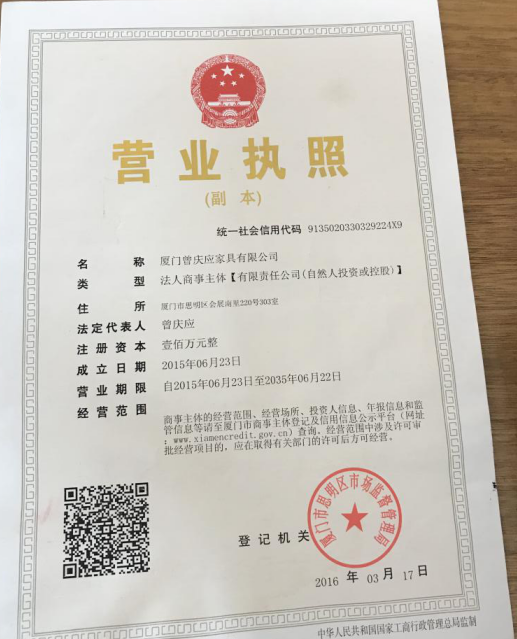 营业执照
(副 本)
统一社会信用代码 9135020330329224X9
名 称 厦门曾庆应家具有限公司
类 型 法人商事主体【有限责任公司(自然人投资或控股)】
住 所 厦门市思明区会展南里220号303室
法定代表人 曾庆应
注册资本 壹佰万元整
成立日期 2015年06月23日
营业期限 自2015年06月23日至2035年06月22日
经营范围 商事主体的经营范围、经营场所、投资人信息、年报信息和监
管信息等请至厦门市商事主体登记及信用信息公示平台(网址
：www.xiamencredit.gov.cn)查询。经营范围中涉及许可审
批经营项目的，应在取得有关部门的许可后方可经营。
登记机关
厦门市思明区市场监督管理局
2016 年 03 月 17 日
中华人民共和国国家工商行政管理总局监制